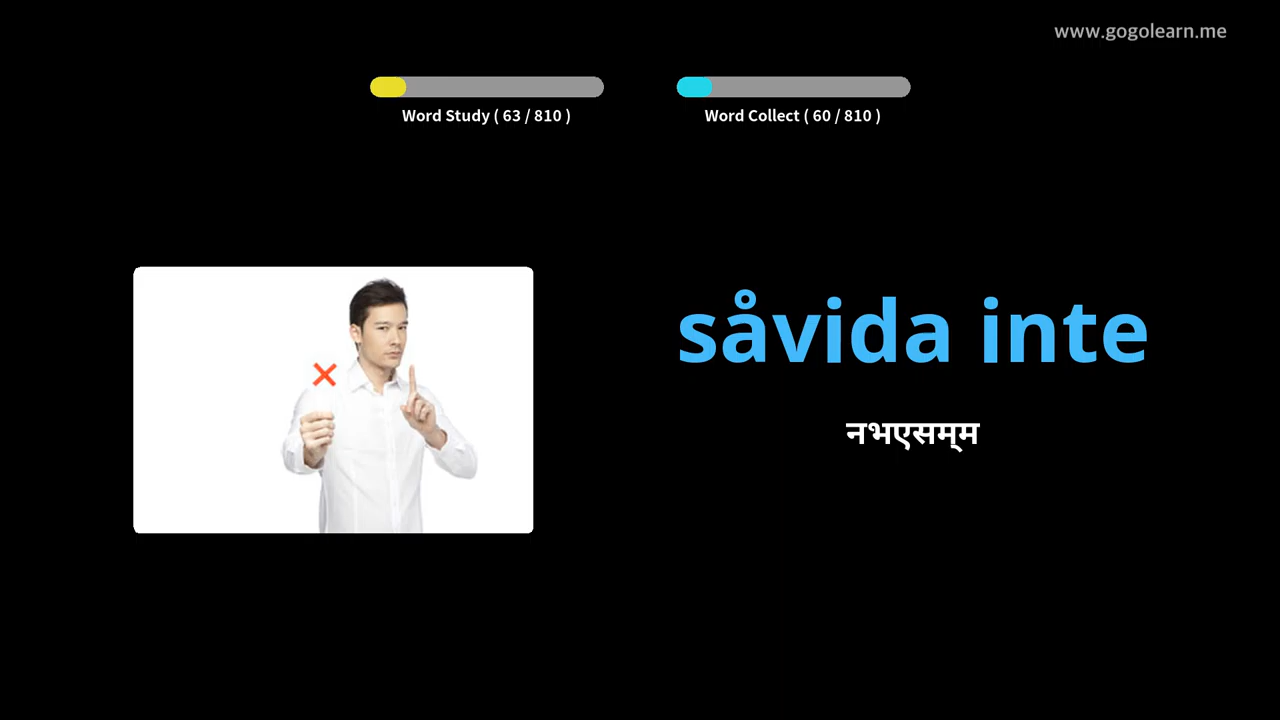 www.gogolearn.me
Word Study ( 63 / 810 )
Word Collect ( 60 / 810 )
såvida inte
नभएसम्म